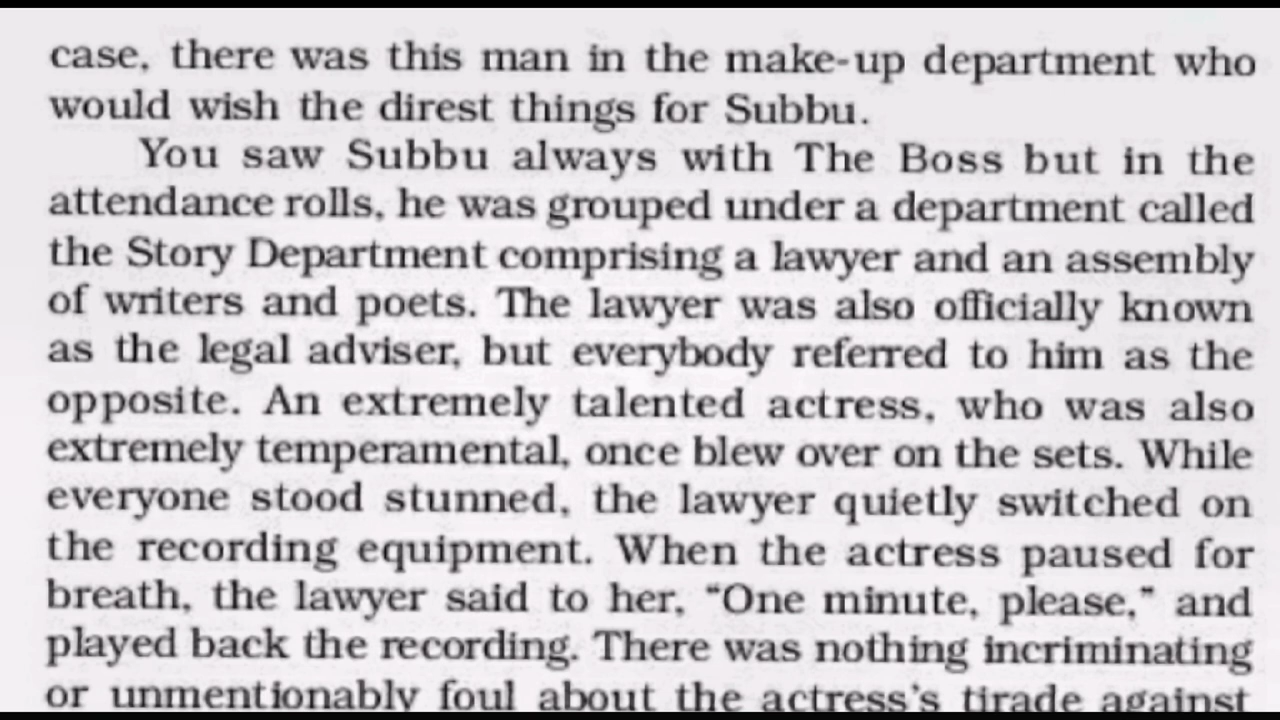 case, there was this man in the make-up department who
would wish the direst things for Subbu.
You saw Subbu always with The Boss but in the
attendance rolls, he was grouped under a department called
the Story Department comprising a lawyer and an assembly
of writers and poets. The lawyer was also officially known
as the legal adviser, but everybody referred to him as the
opposite. An extremely talented actress, who was also
extremely temperamental, once blew over on the sets. While
everyone stood stunned, the lawyer quietly switched on
the recording equipment. When the actress paused for
breath, the lawyer said to her, “One minute, please,” and
played back the recording. There was nothing incriminating
or unmentionably foul about the actress’s tirade against